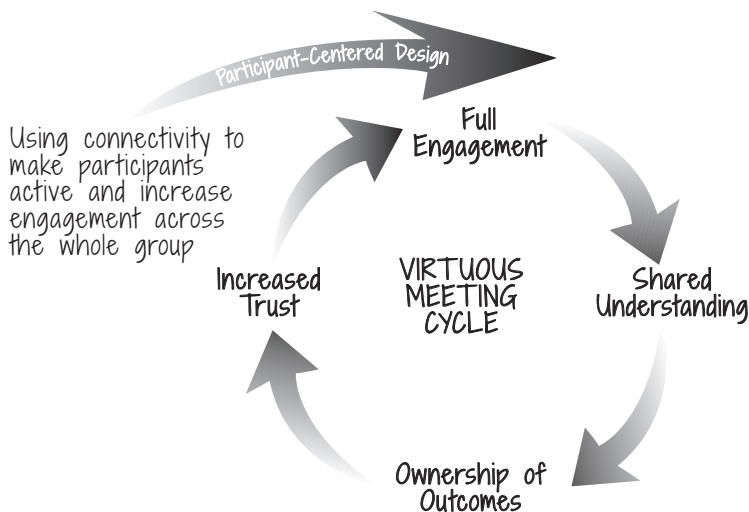 Participant-Centered Design
Using connectivity to
make participants
active and increase
engagement across
the whole group
Full
Engagement
Shared
Understanding
Ownership of
Outcomes
Increased
Trust
VIRTUOUS
MEETING
CYCLE